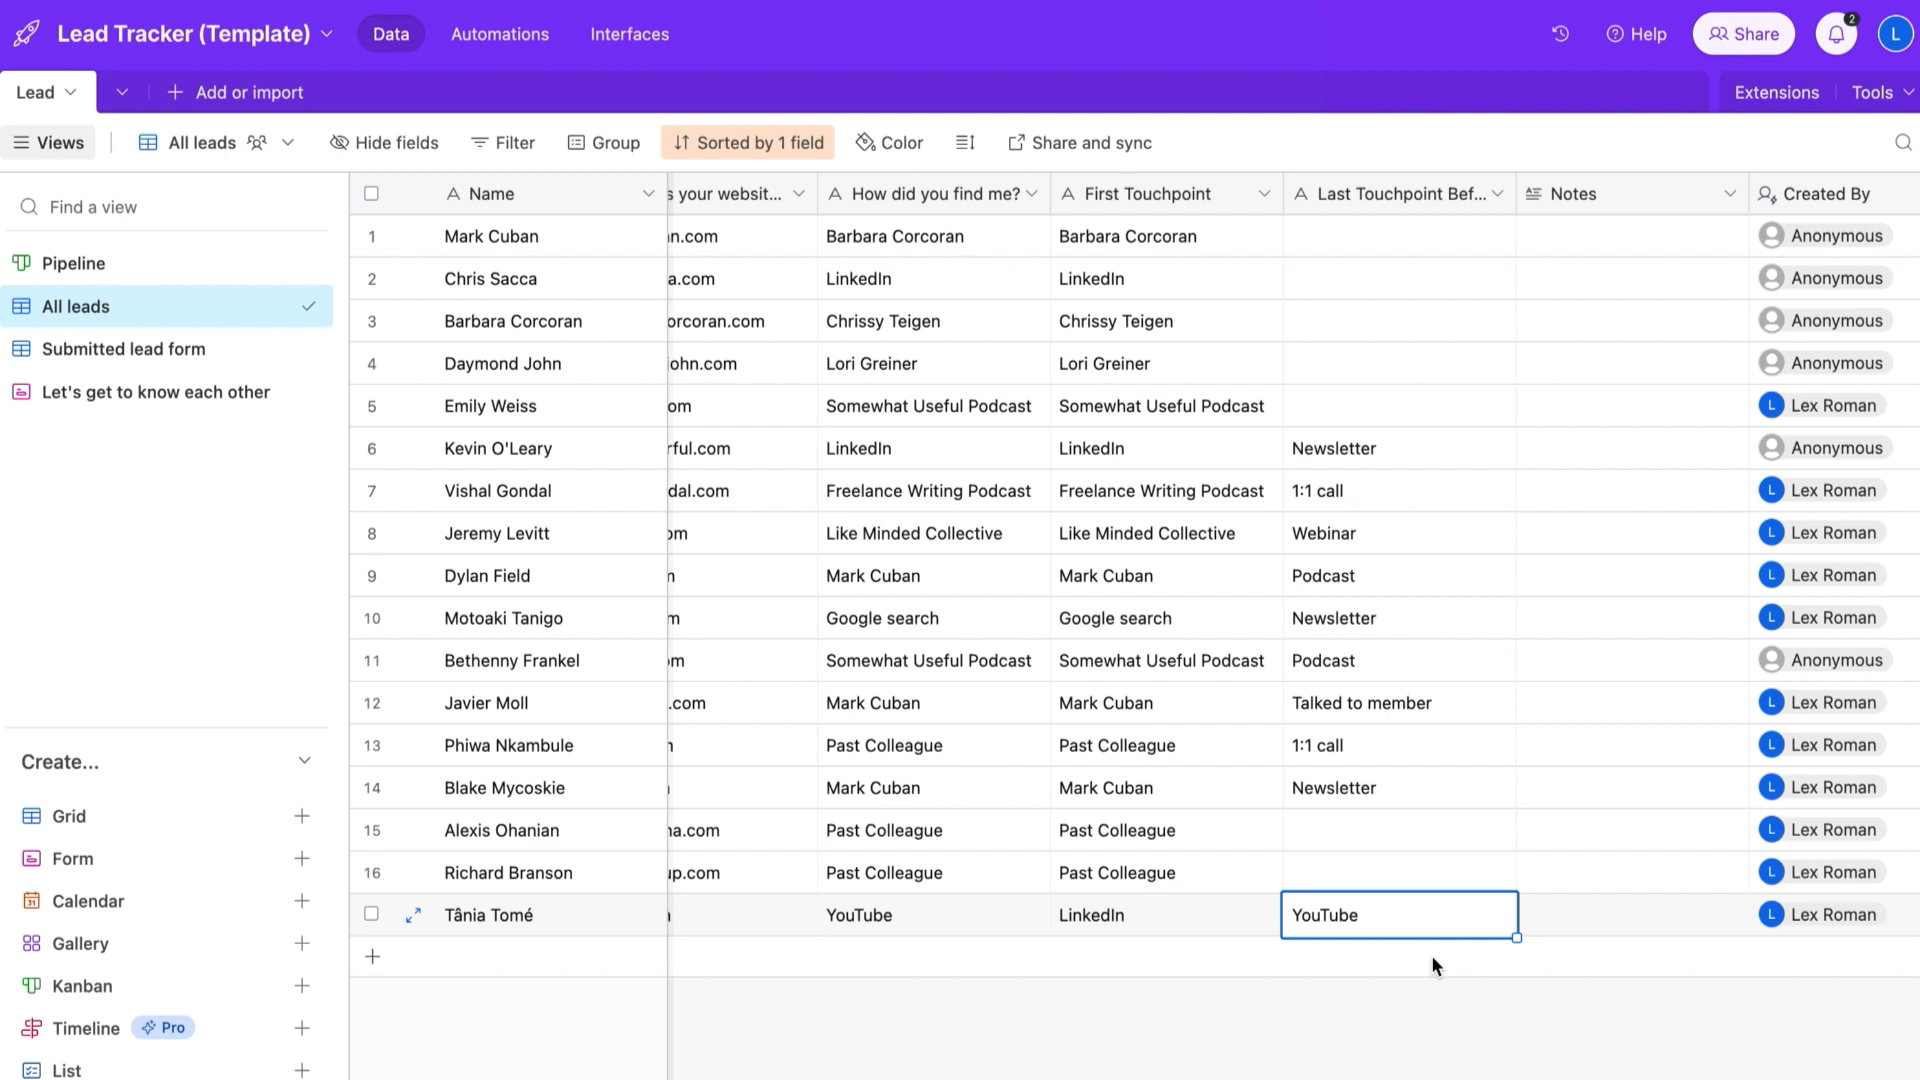 Lead Tracker (Template)
Data
Automations
Interfaces
Help
Share
2
L
Lead
Add or import
Extensions
Tools
Views
All leads
Hide fields
Filter
Group
Sorted by 1 field
Color
Share and sync
Find a view
Pipeline
All leads
Submitted lead form
Let's get to know each other
Create...
Grid
Form
31 Calendar
Gallery
Kanban
Timeline Pro
List
A Name s your websit... A How did you find me? A First Touchpoint A Last Touchpoint Bef... Notes Created By
1 Mark Cuban n.com Barbara Corcoran Barbara Corcoran Anonymous
2 Chris Sacca a.com LinkedIn LinkedIn Anonymous
3 Barbara Corcoran orcoran.com Chrissy Teigen Chrissy Teigen Anonymous
4 Daymond John ohn.com Lori Greiner Lori Greiner Anonymous
5 Emily Weiss om Somewhat Useful Podcast Somewhat Useful Podcast L Lex Roman
6 Kevin O'Leary rful.com LinkedIn LinkedIn Newsletter Anonymous
7 Vishal Gondal dal.com Freelance Writing Podcast Freelance Writing Podcast 1:1 call L Lex Roman
8 Jeremy Levitt om Like Minded Collective Like Minded Collective Webinar L Lex Roman
9 Dylan Field Mark Cuban Mark Cuban Podcast L Lex Roman
10 Motoaki Tanigo m Google search Google search Newsletter L Lex Roman
11 Bethenny Frankel om Somewhat Useful Podcast Somewhat Useful Podcast Podcast Anonymous
12 Javier Moll .com Mark Cuban Mark Cuban Talked to member L Lex Roman
13 Phiwa Nkambule Past Colleague Past Colleague 1:1 call L Lex Roman
14 Blake Mycoskie Mark Cuban Mark Cuban Newsletter L Lex Roman
15 Alexis Ohanian na.com Past Colleague Past Colleague L Lex Roman
16 Richard Branson up.com Past Colleague Past Colleague L Lex Roman
Tânia Tomé YouTube LinkedIn YouTube L Lex Roman